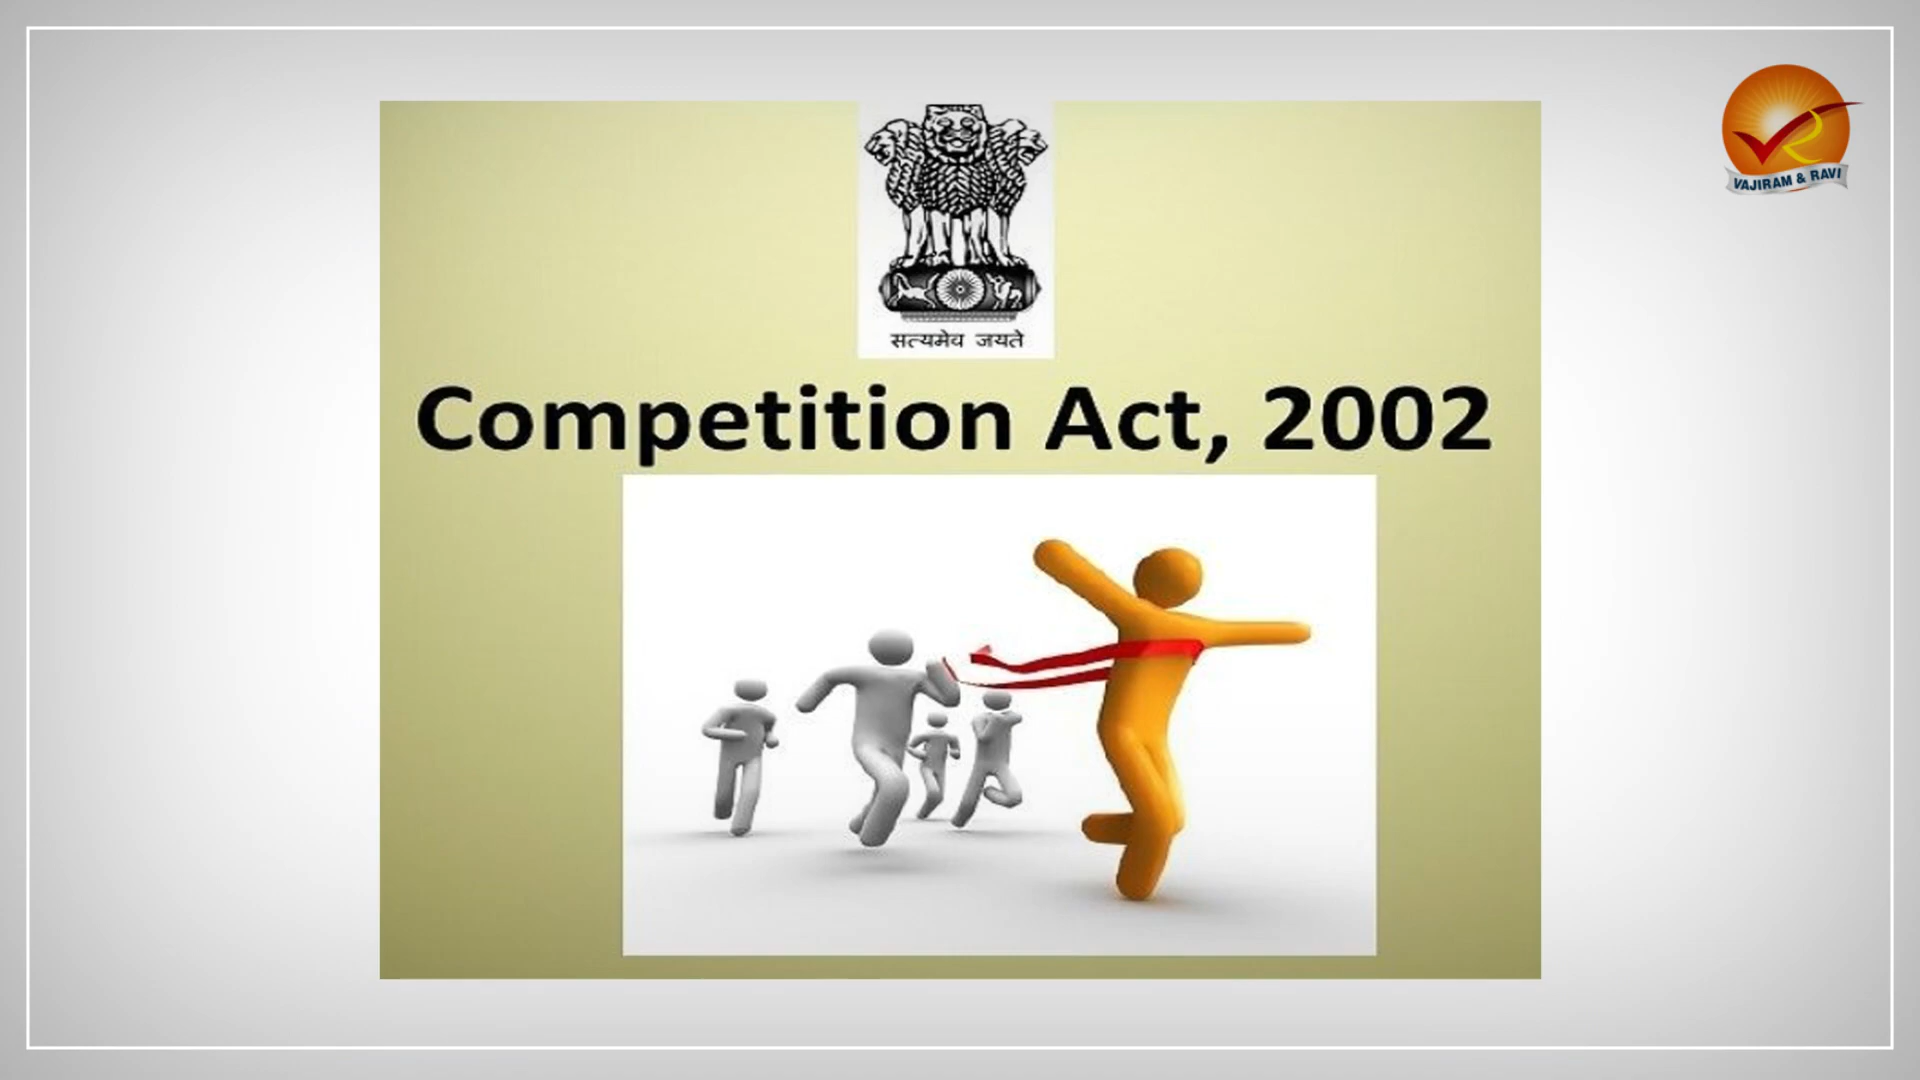 VAJIRAM & RAVI
सत्यमेव जयते
Competition Act, 2002